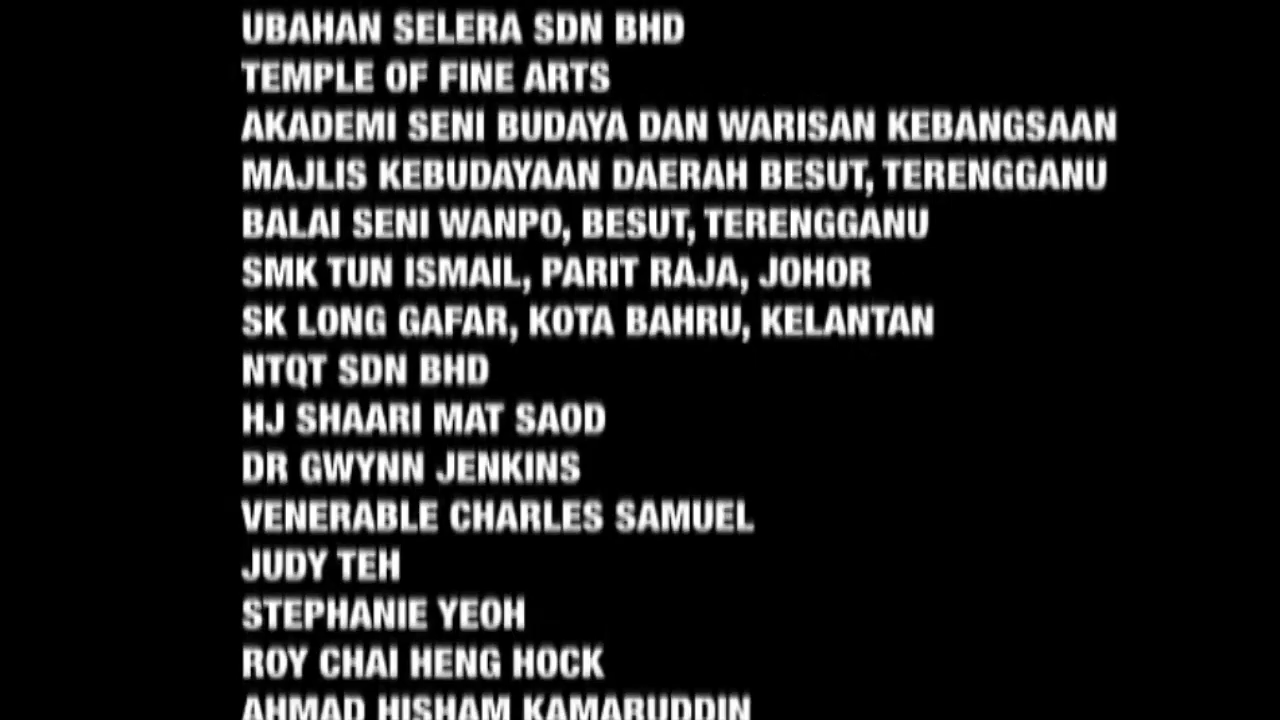 UBAHAN SELERA SDN BHD
TEMPLE OF FINE ARTS
AKADEMI SENI BUDAYA DAN WARISAN KEBANGSAAN
MAJLIS KEBUDAYAAN DAERAH BESUT, TERENGGANU
BALAI SENI WANPO, BESUT, TERENGGANU
SMK TUN ISMAIL, PARIT RAJA, JOHOR
SK LONG GAFAR, KOTA BAHRU, KELANTAN
NTQT SDN BHD
HJ SHAARI MAT SAOD
DR GWYNN JENKINS
VENERABLE CHARLES SAMUEL
JUDY TEH
STEPHANIE YEOH
ROY CHAI HENG HOCK
AHMAD HISHAM KAMARUDDIN